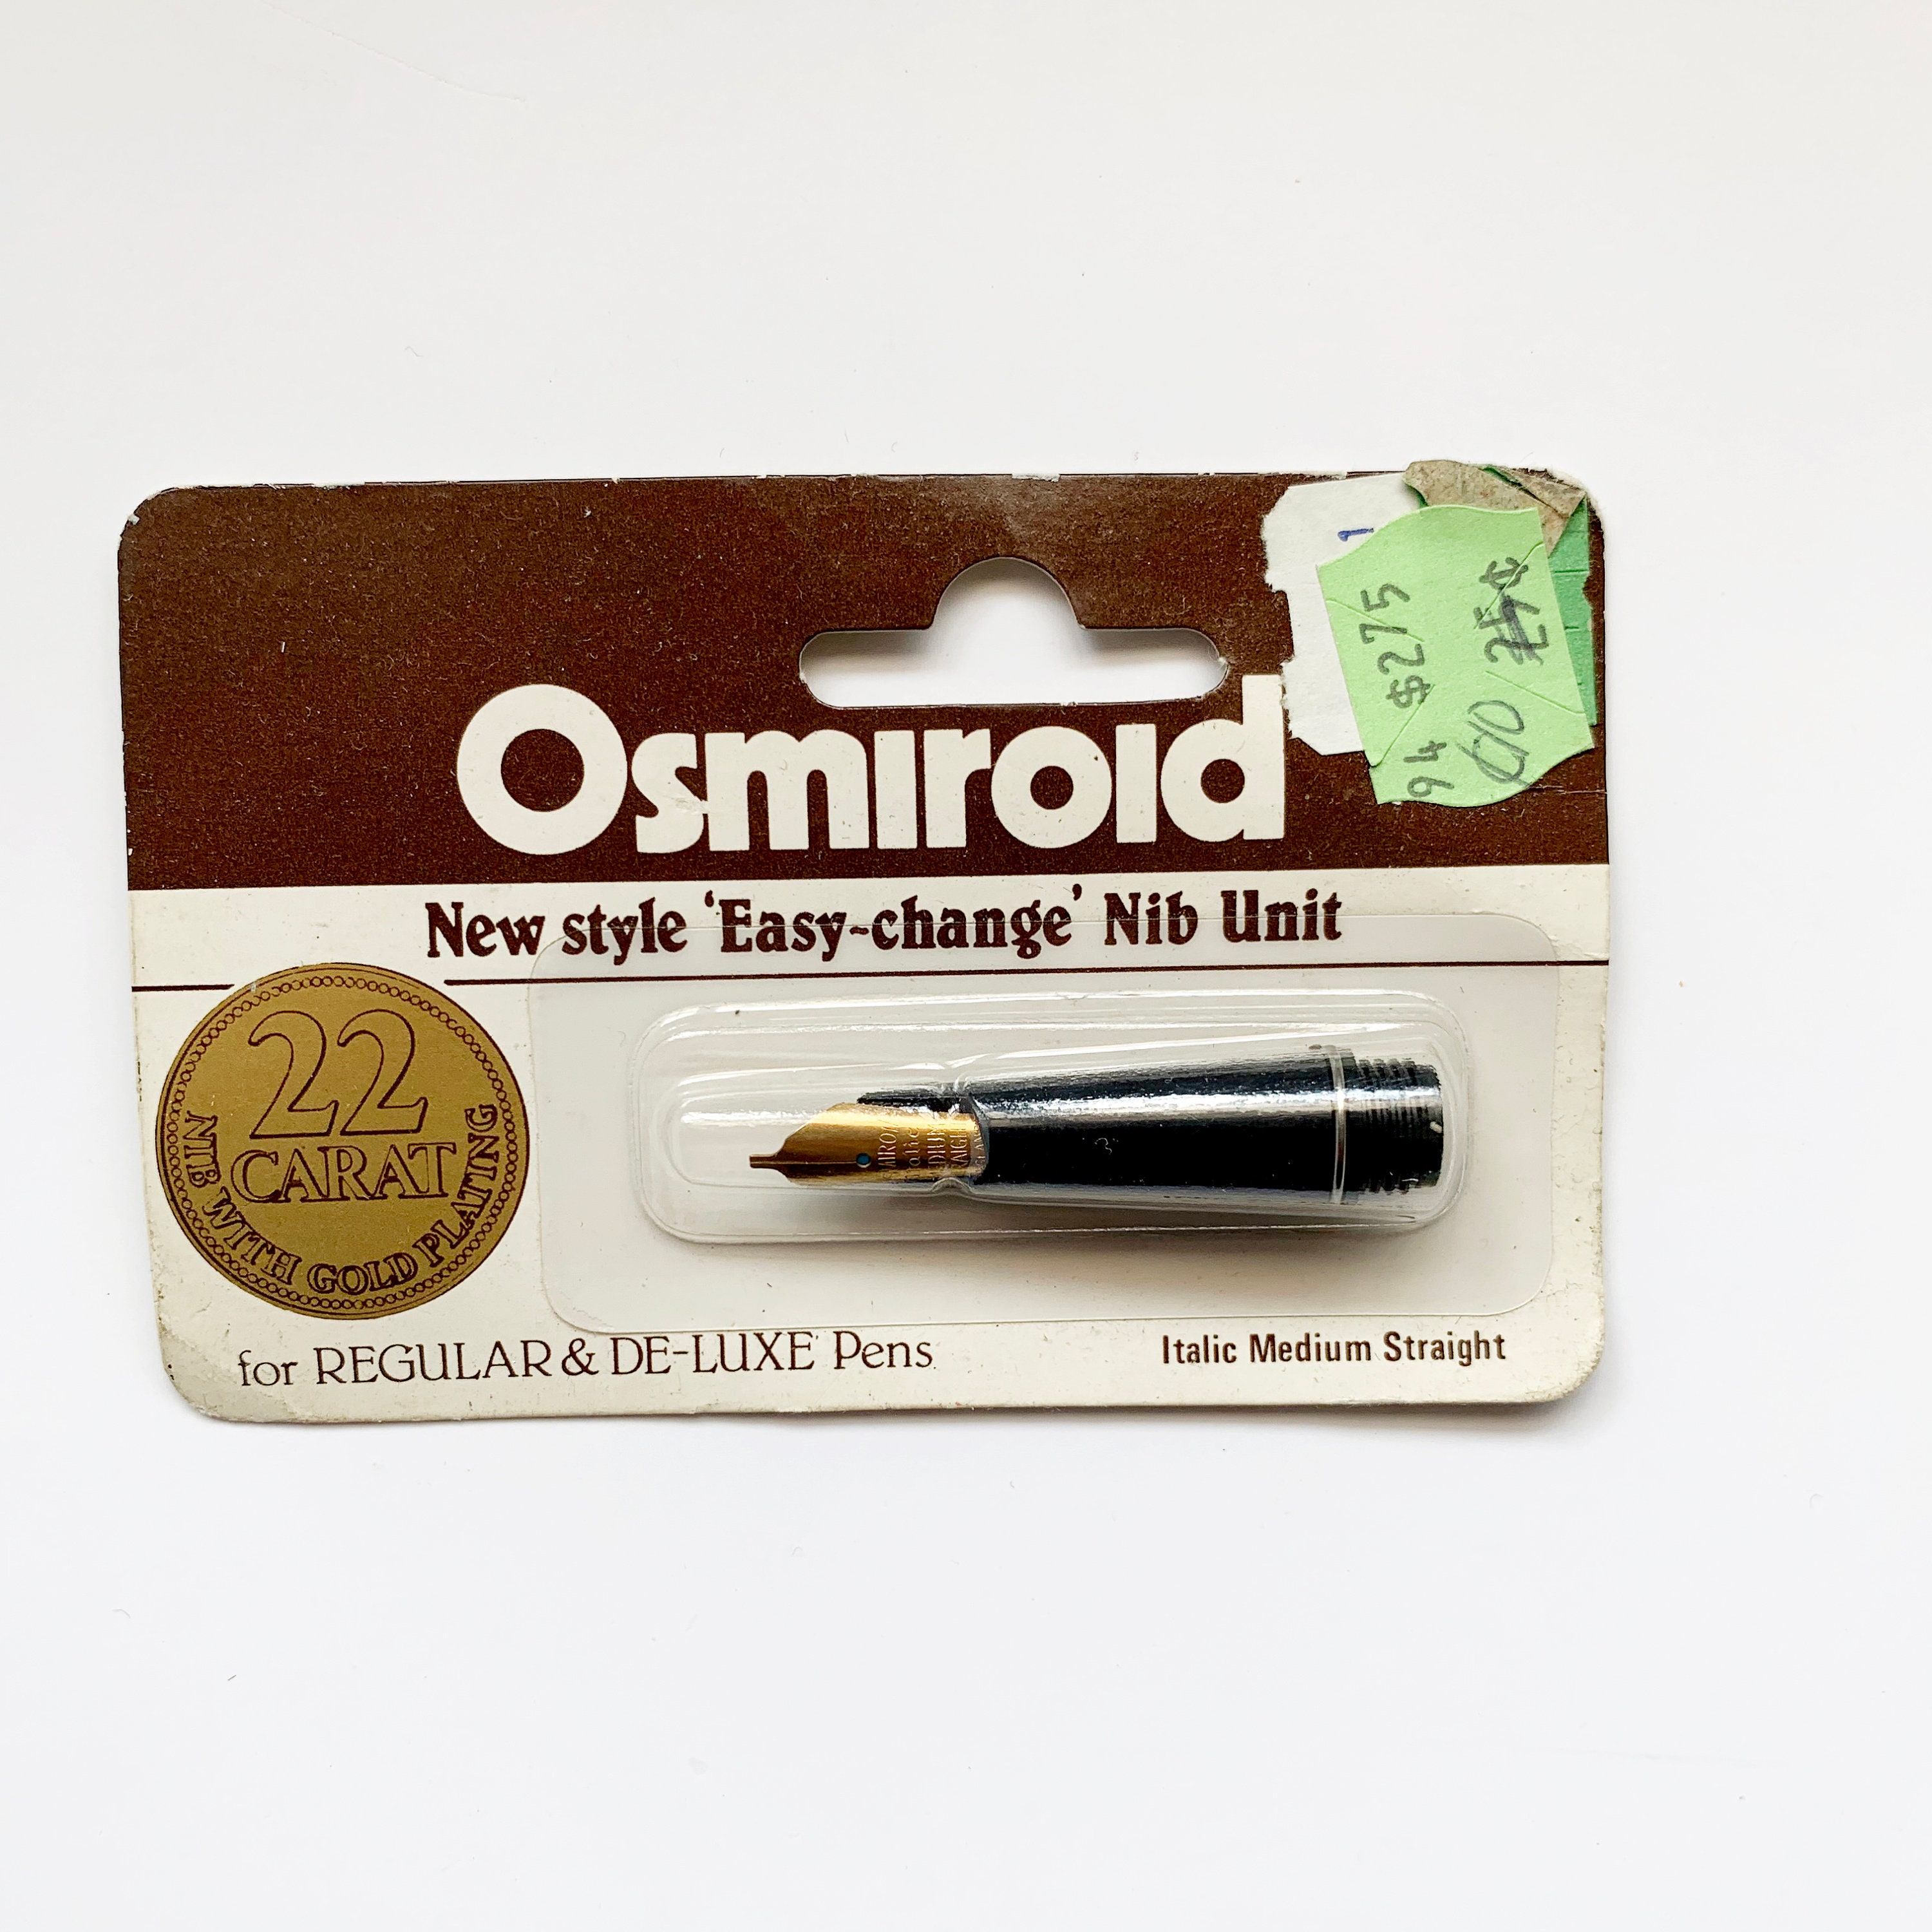 Osmiroid
New style ‘Easy-change’ Nib Unit
22
CARAT
NIB WITH GOLD PLATING
for REGULAR & DE-LUXE Pens
Italic Medium Straight
94 $275